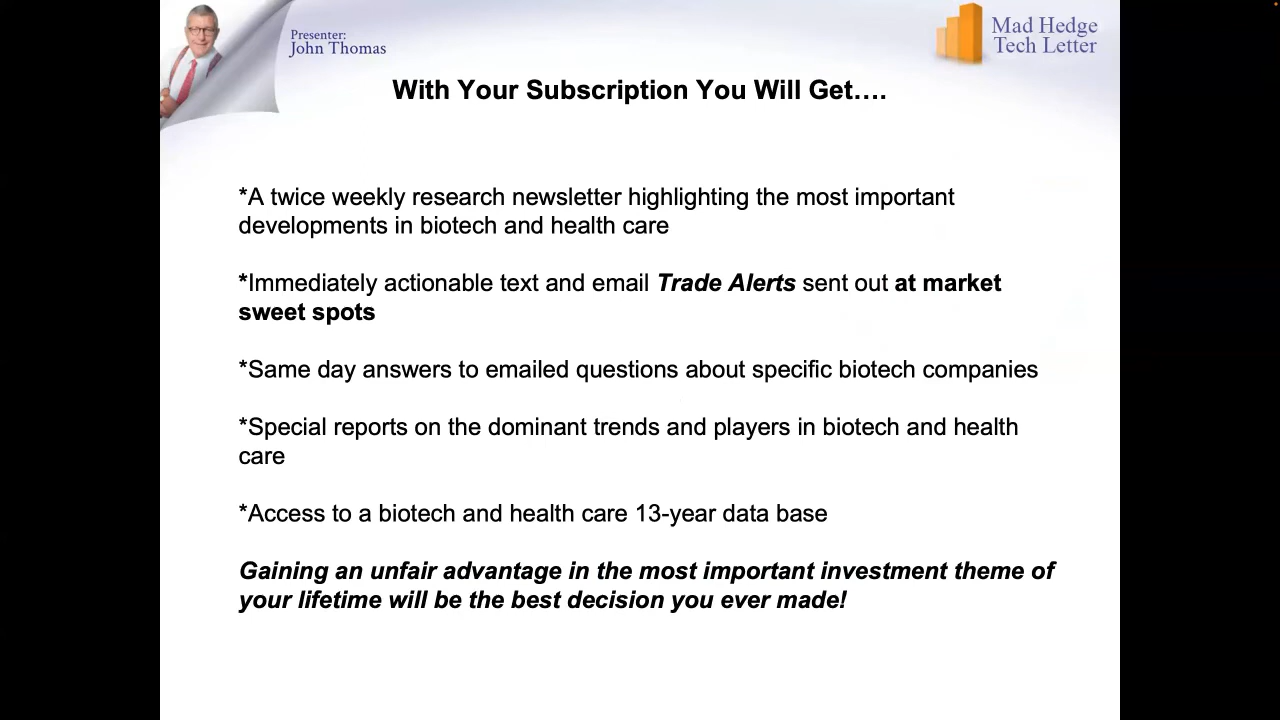 Presenter:
John Thomas
Mad Hedge
Tech Letter
With Your Subscription You Will Get….
*A twice weekly research newsletter highlighting the most important
developments in biotech and health care
*Immediately actionable text and email Trade Alerts sent out at market
sweet spots
*Same day answers to emailed questions about specific biotech companies
*Special reports on the dominant trends and players in biotech and health
care
*Access to a biotech and health care 13-year data base
Gaining an unfair advantage in the most important investment theme of
your lifetime will be the best decision you ever made!